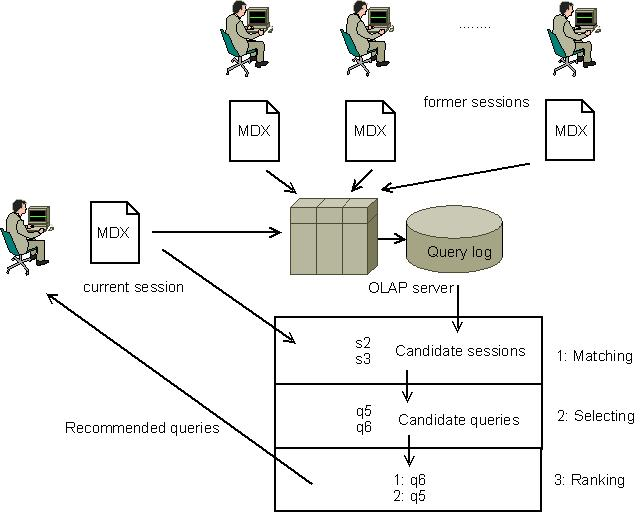 ........
former sessions
MDX
MDX
MDX
MDX
Query log
current session
OLAP server
s2
s3
Candidate sessions
1: Matching
q5
q6
Candidate queries
2: Selecting
Recommended queries
1: q6
2: q5
3: Ranking